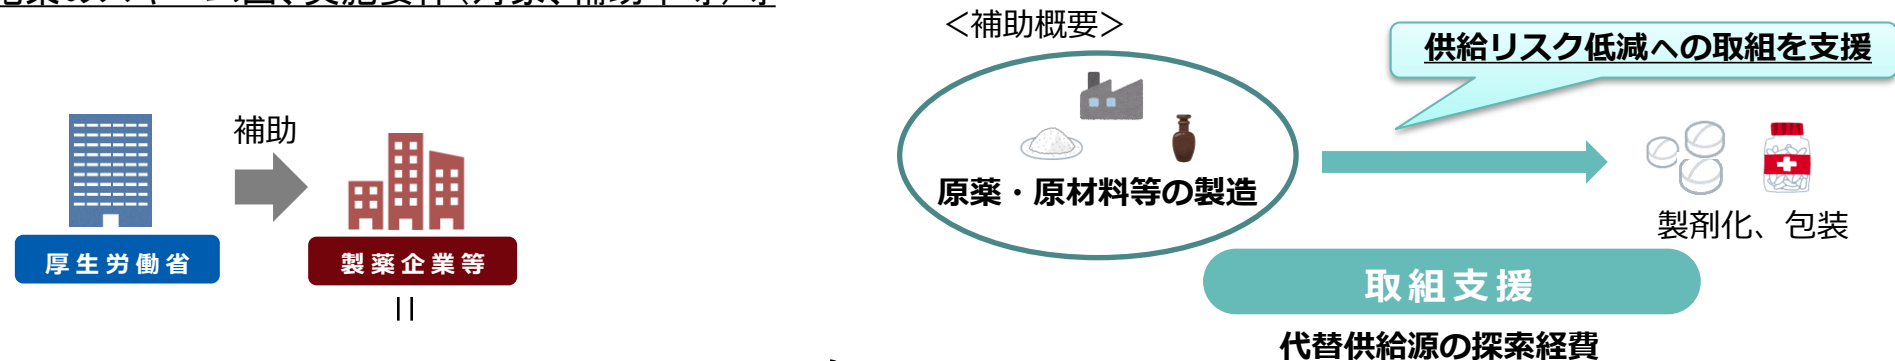 補助
厚生労働省
製薬企業等
＝
＜補助概要＞
供給リスク低減への取組を支援
原薬・原材料等の製造
製剤化、包装
取組支援
代替供給源の探索経費